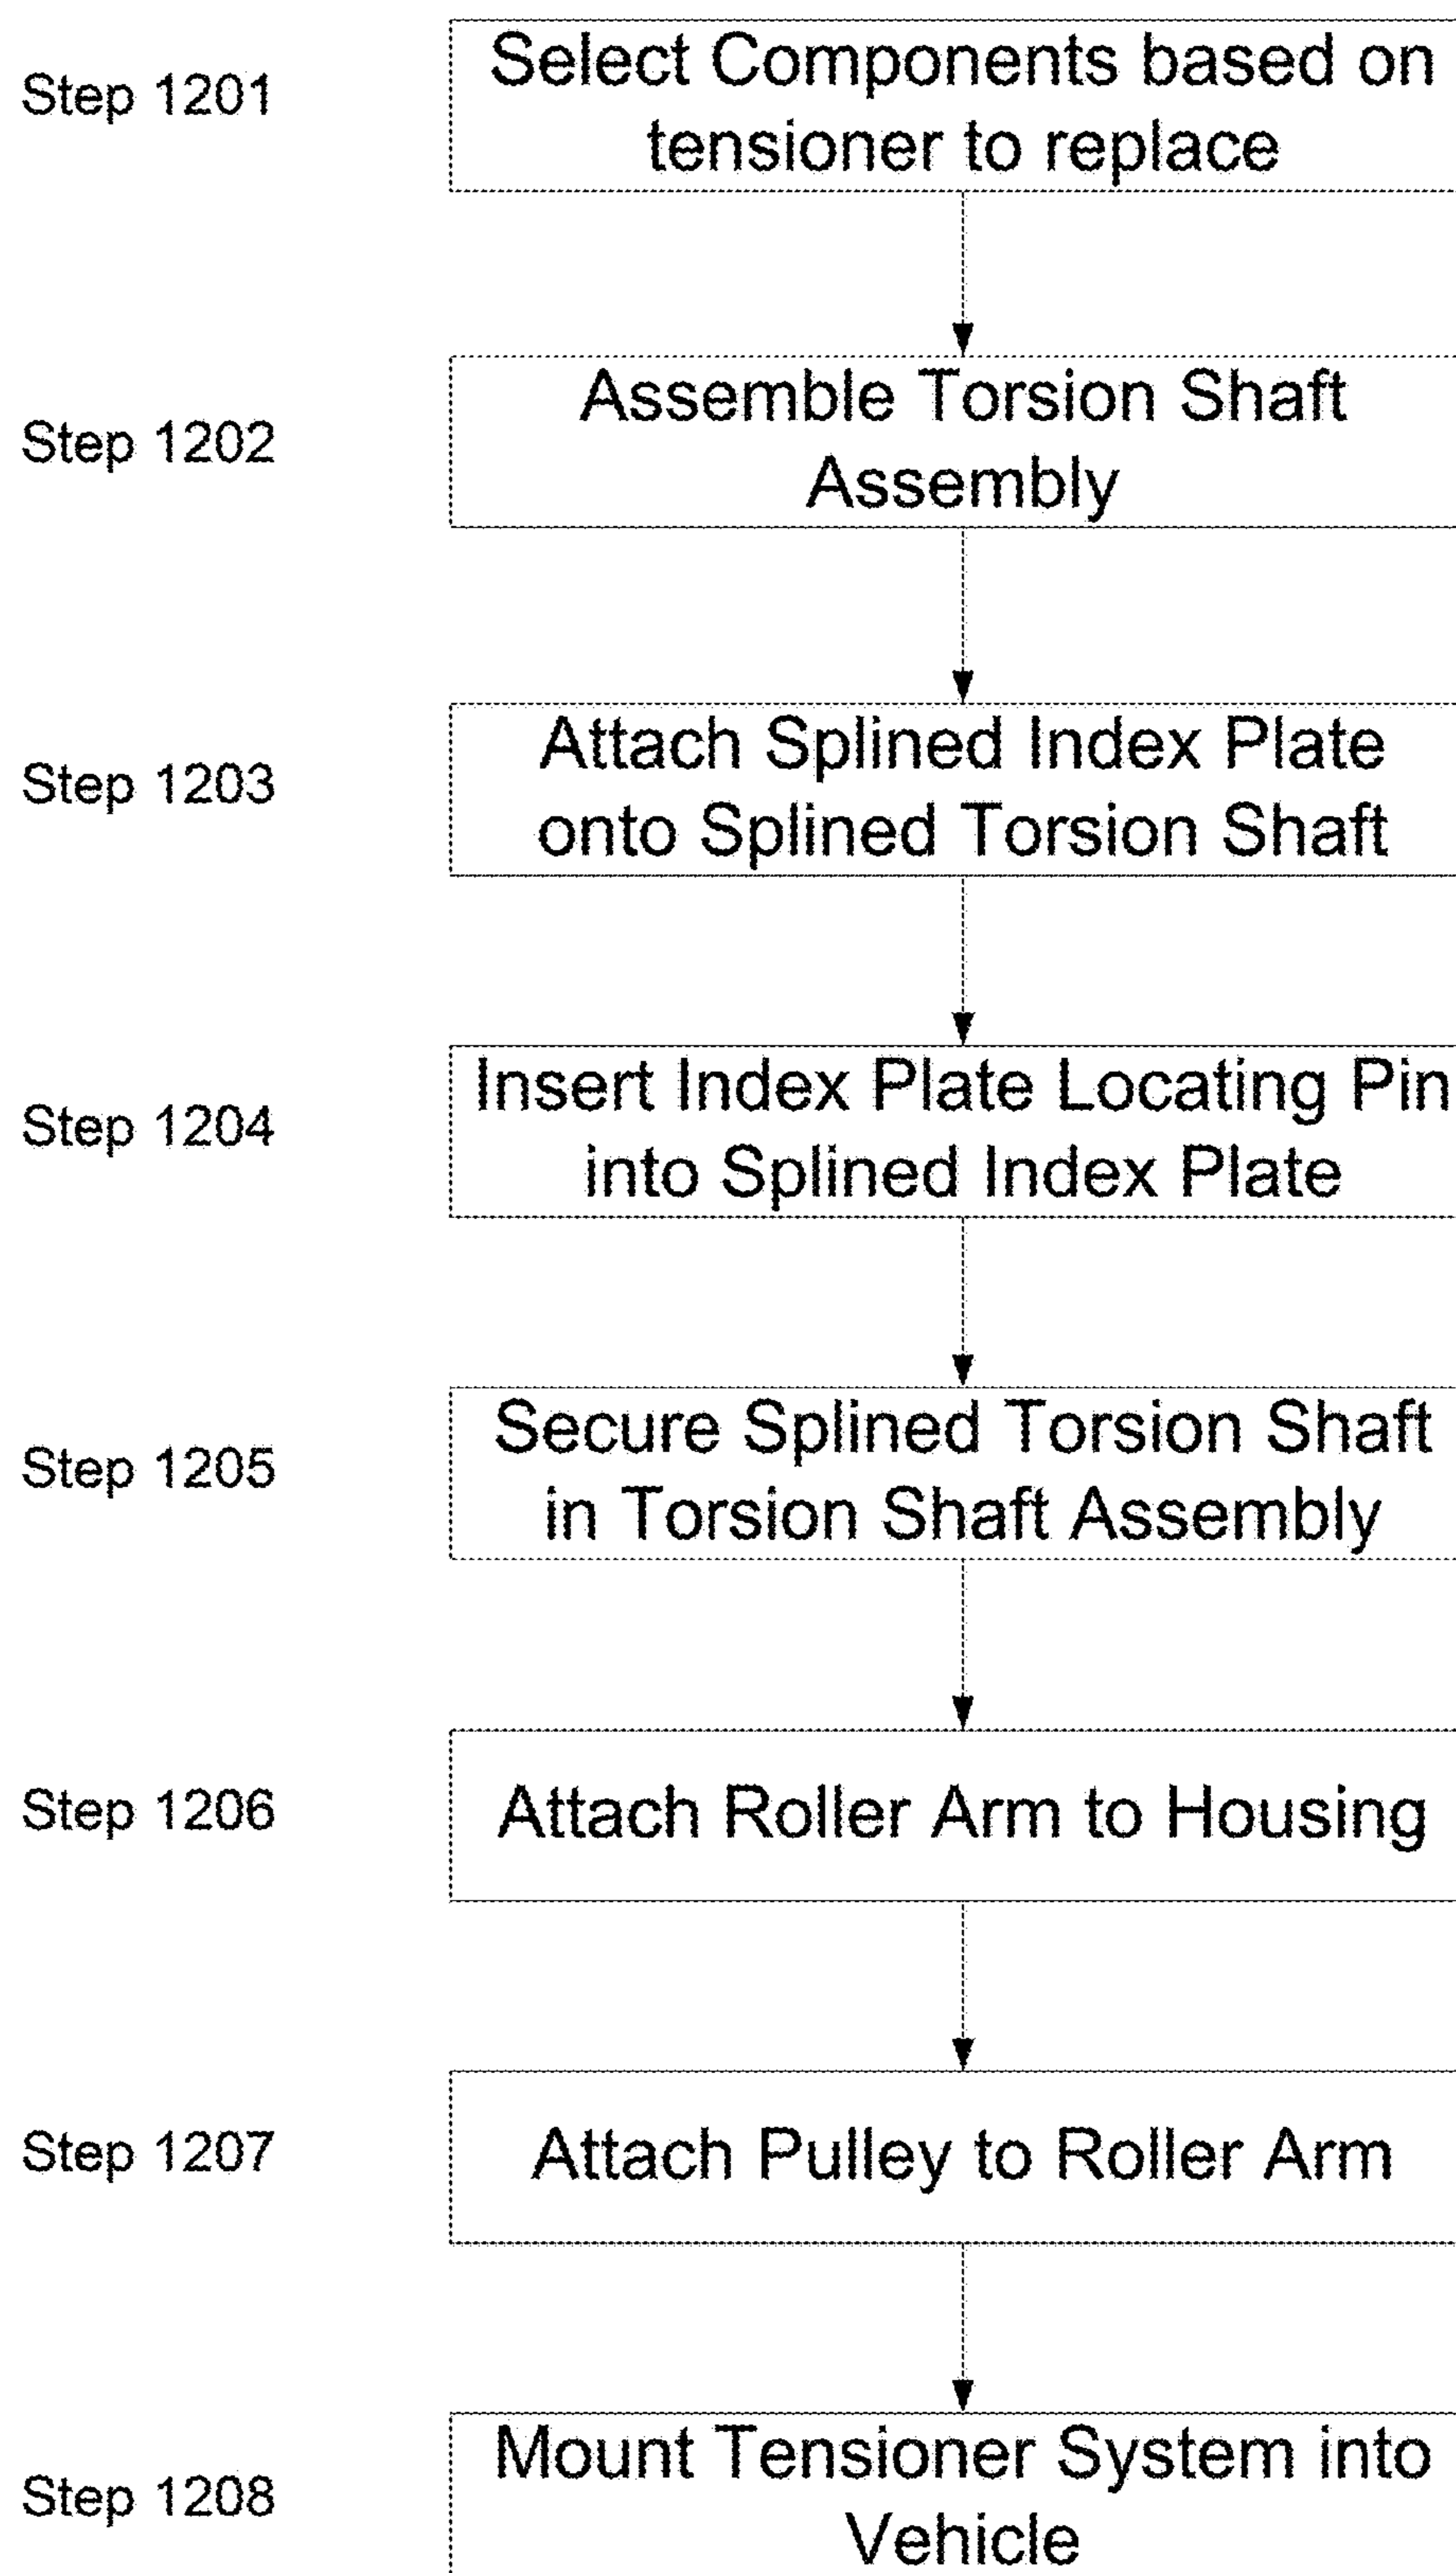 Step 1201
Select Components based on
tensioner to replace
Step 1202
Assemble Torsion Shaft
Assembly
Step 1203
Attach Splined Index Plate
onto Splined Torsion Shaft
Step 1204
Insert Index Plate Locating Pin
into Splined Index Plate
Step 1205
Secure Splined Torsion Shaft
in Torsion Shaft Assembly
Step 1206
Attach Roller Arm to Housing
Step 1207
Attach Pulley to Roller Arm
Step 1208
Mount Tensioner System into
Vehicle